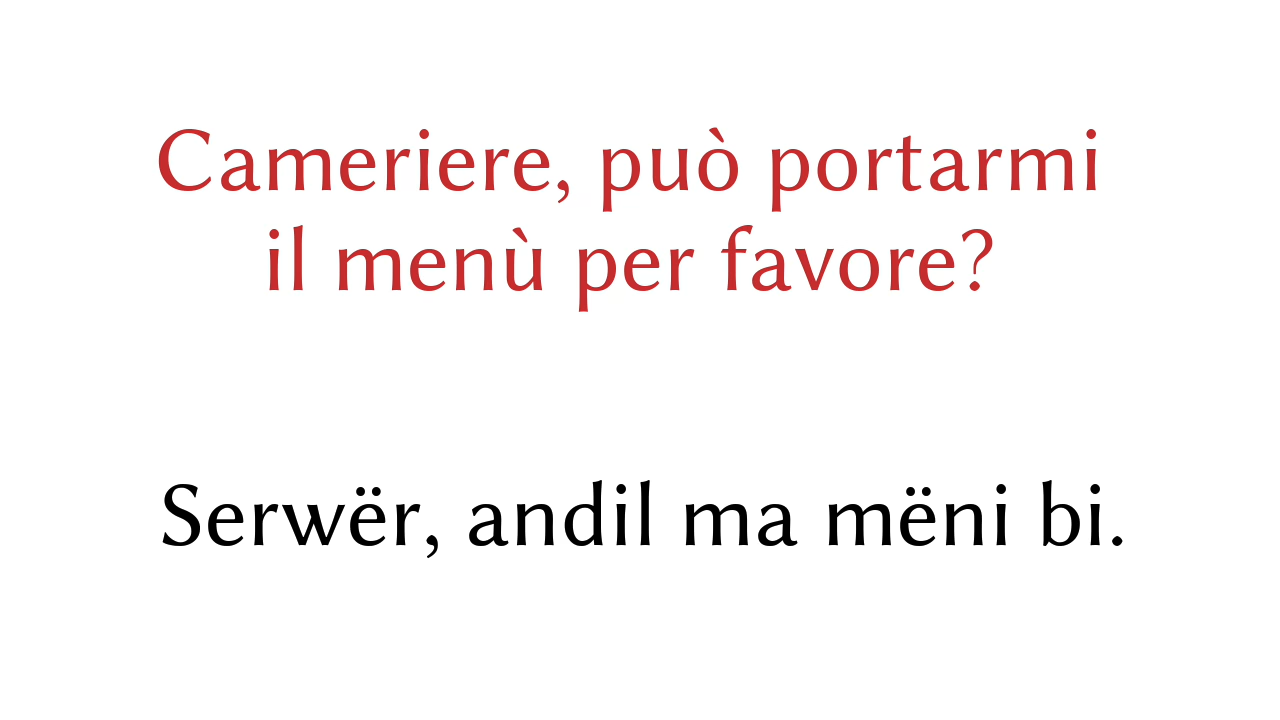 Cameriere, può portarmi
il menù per favore?
Serwër, andil ma mëni bi.